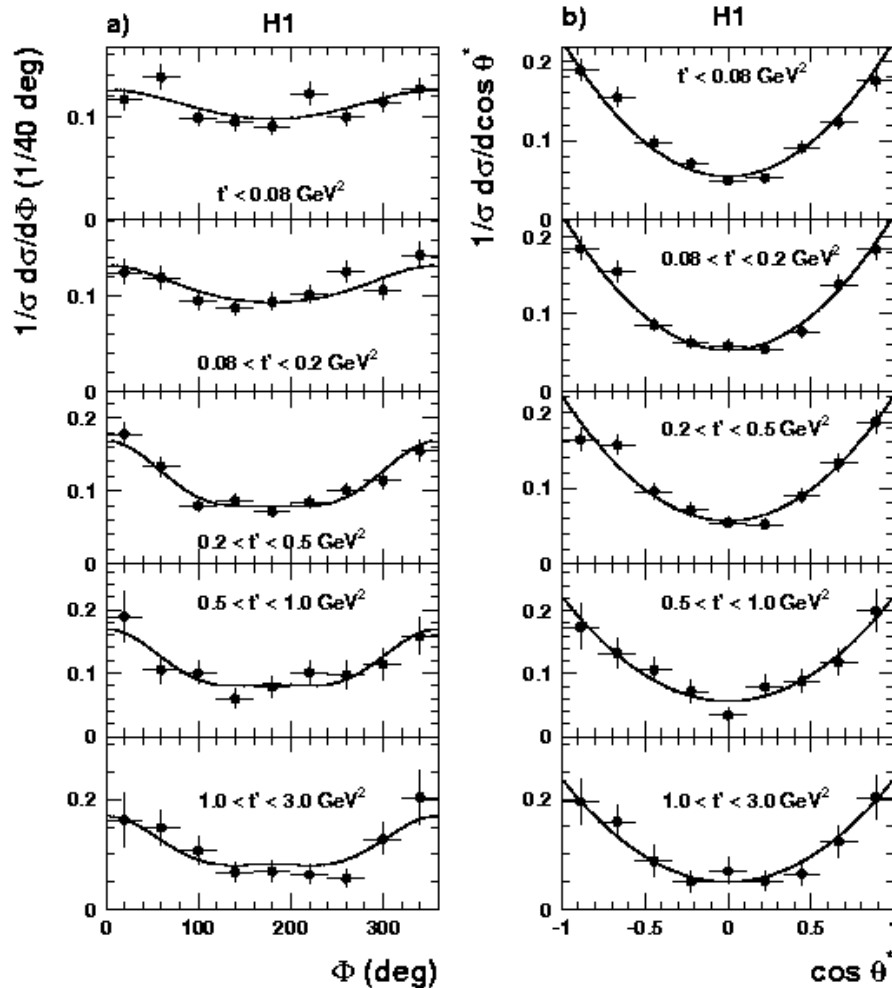 a) H1
1/σ dσ/dΦ (1/40 deg)
0.1
0
t' < 0.08 GeV²
0.1
0
0.08 < t' < 0.2 GeV²
0.2
0.1
0
0.2 < t' < 0.5 GeV²
0.2
0.1
0
0.5 < t' < 1.0 GeV²
0.2
0
1.0 < t' < 3.0 GeV²
0 100 200 300
Φ (deg)
b) H1
1/σ dσ/dcos θ*
0.2
0.1
0
t' < 0.08 GeV²
0.2
0.1
0
0.08 < t' < 0.2 GeV²
0.2
0.1
0
0.2 < t' < 0.5 GeV²
0.2
0.1
0
0.5 < t' < 1.0 GeV²
0.2
0
1.0 < t' < 3.0 GeV²
-1 -0.5 0 0.5 1
cos θ*